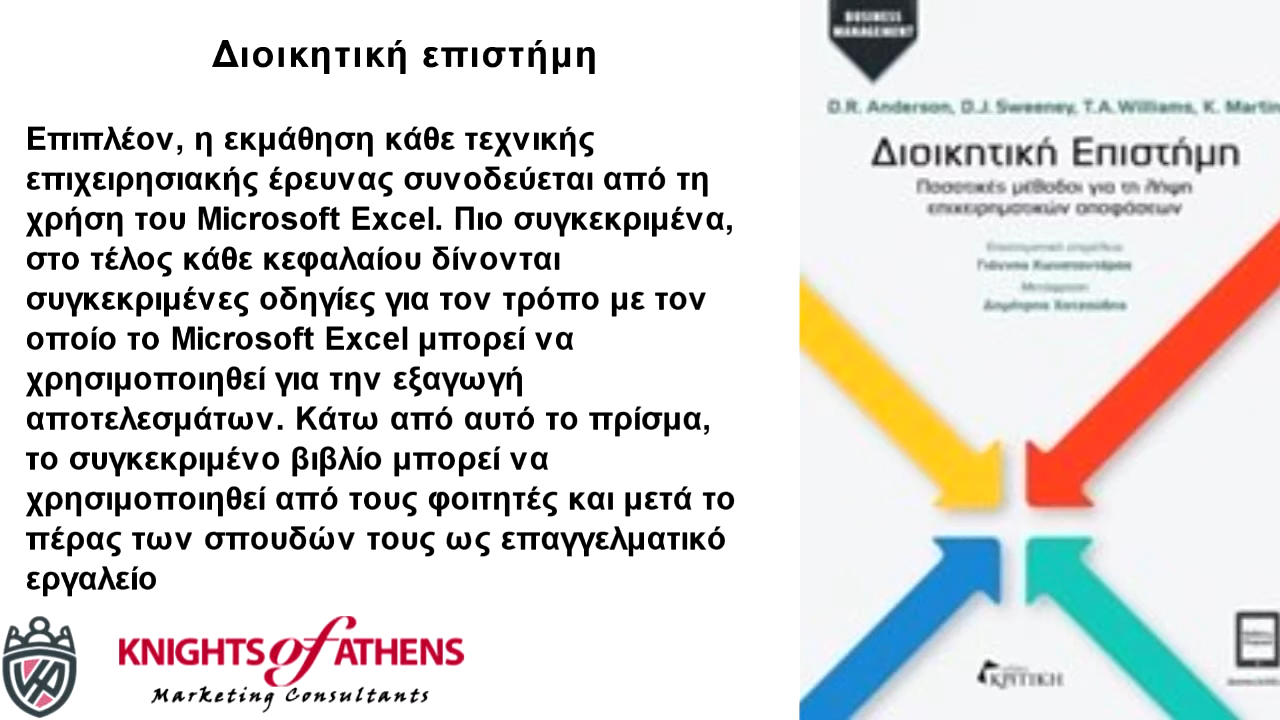 Διοικητική επιστήμη
Επιπλέον, η εκμάθηση κάθε τεχνικής
επιχειρησιακής έρευνας συνοδεύεται από τη
χρήση του Microsoft Excel. Πιο συγκεκριμένα,
στο τέλος κάθε κεφαλαίου δίνονται
συγκεκριμένες οδηγίες για τον τρόπο με τον
οποίο το Microsoft Excel μπορεί να
χρησιμοποιηθεί για την εξαγωγή
αποτελεσμάτων. Κάτω από αυτό το πρίσμα,
το συγκεκριμένο βιβλίο μπορεί να
χρησιμοποιηθεί από τους φοιτητές και μετά το
πέρας των σπουδών τους ως επαγγελματικό
εργαλείο
KNIGHTS of ATHENS
Marketing Consultants
BUSINESS
MANAGEMENT
D.R. Anderson, D.J. Sweeney, T.A. Williams, K. Martin
Διοικητική Επιστήμη
Ποσοτικές μέθοδοι για τη λήψη
επιχειρηματικών αποφάσεων
Μετάφραση
ΚΡΙΤΙΚΗ